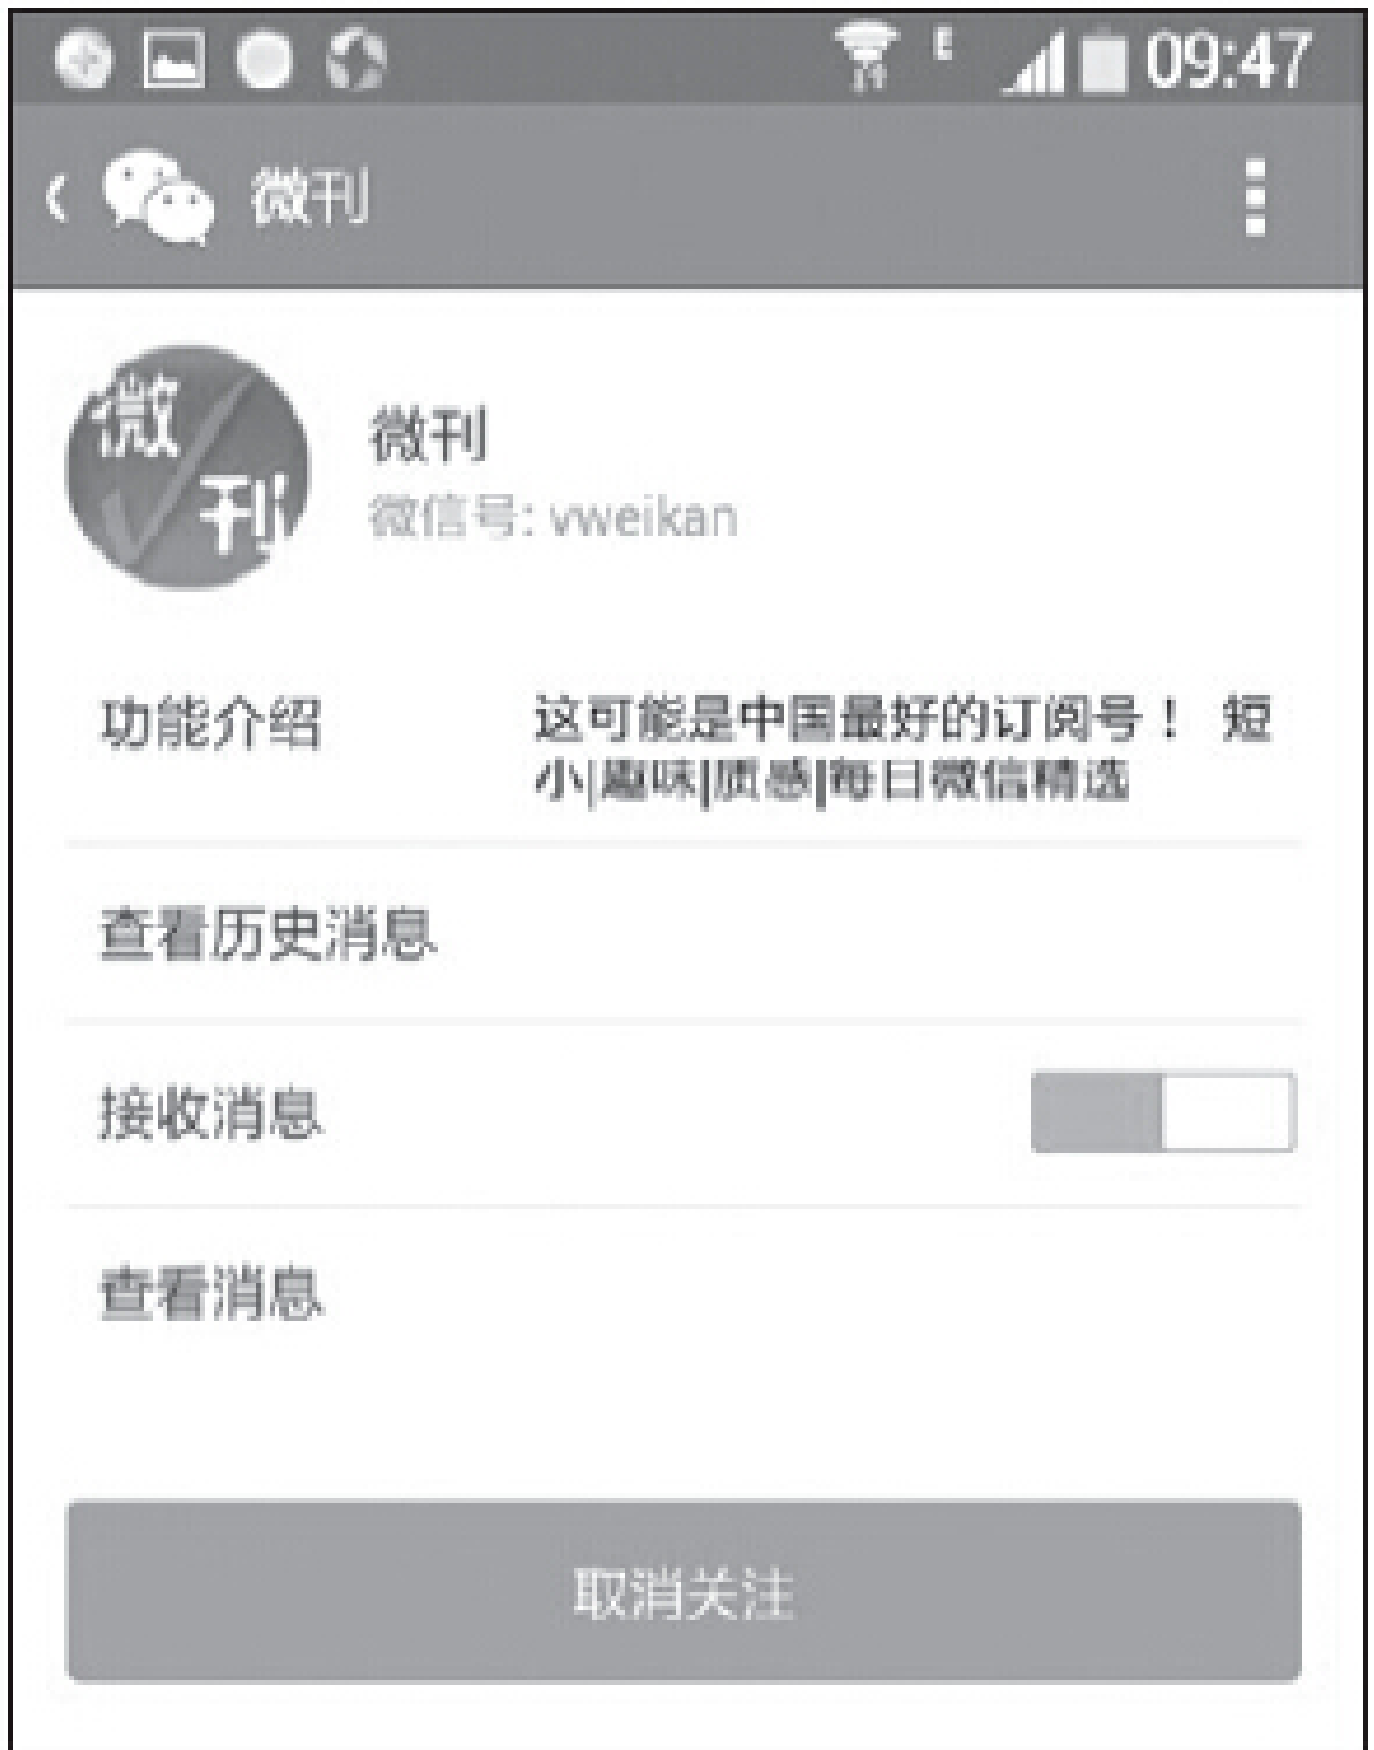 E 09:47
微刊
微
刊
微刊
微信号: vweikan
功能介绍
这可能是中国最好的订阅号！ 短
小|趣味|质感|每日微信精选
查看历史消息
接收消息
查看消息
取消关注